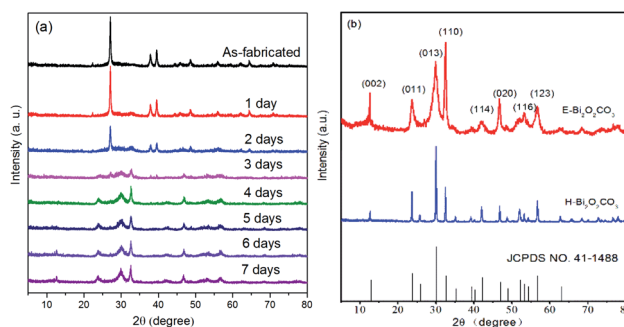 (a)
As-fabricated
1 day
2 days
3 days
4 days
5 days
6 days
7 days
Intensity (a. u.)
10 20 30 40 50 60 70 80
2θ (degree)
(b)
(110)
(013)
(002)
(011)
(020)
(123)
(114)
(116)
E-Bi₂O₂CO₃
H-Bi₂O₂CO₃
JCPDS NO. 41-1488
Intensity (a. u.)
10 20 30 40 50 60 70 80
2θ (degree)